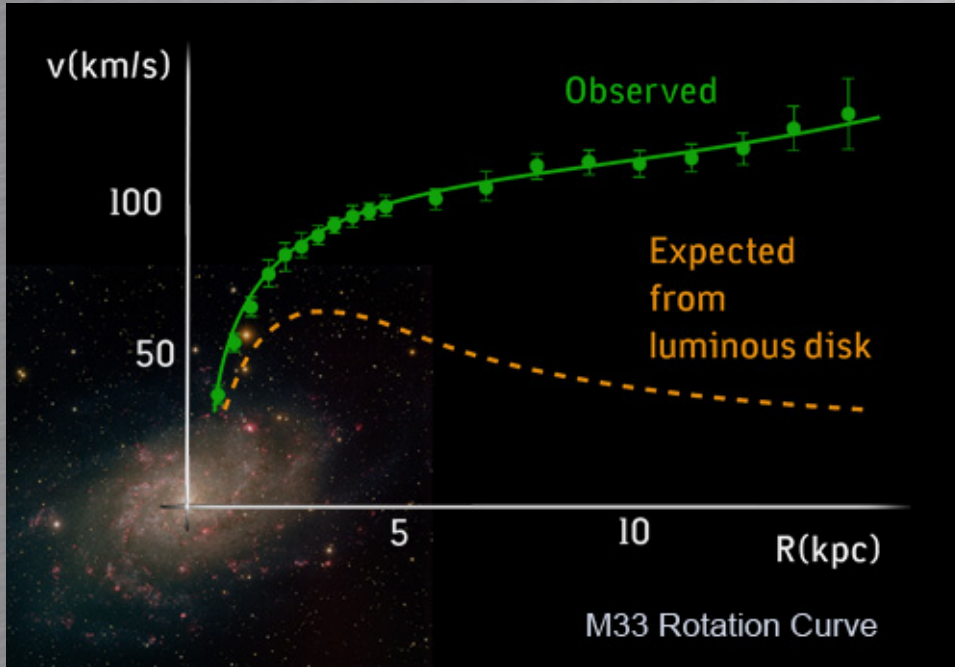 v(km/s)
Observed
100
Expected
from
luminous disk
50
5
10
R(kpc)
M33 Rotation Curve